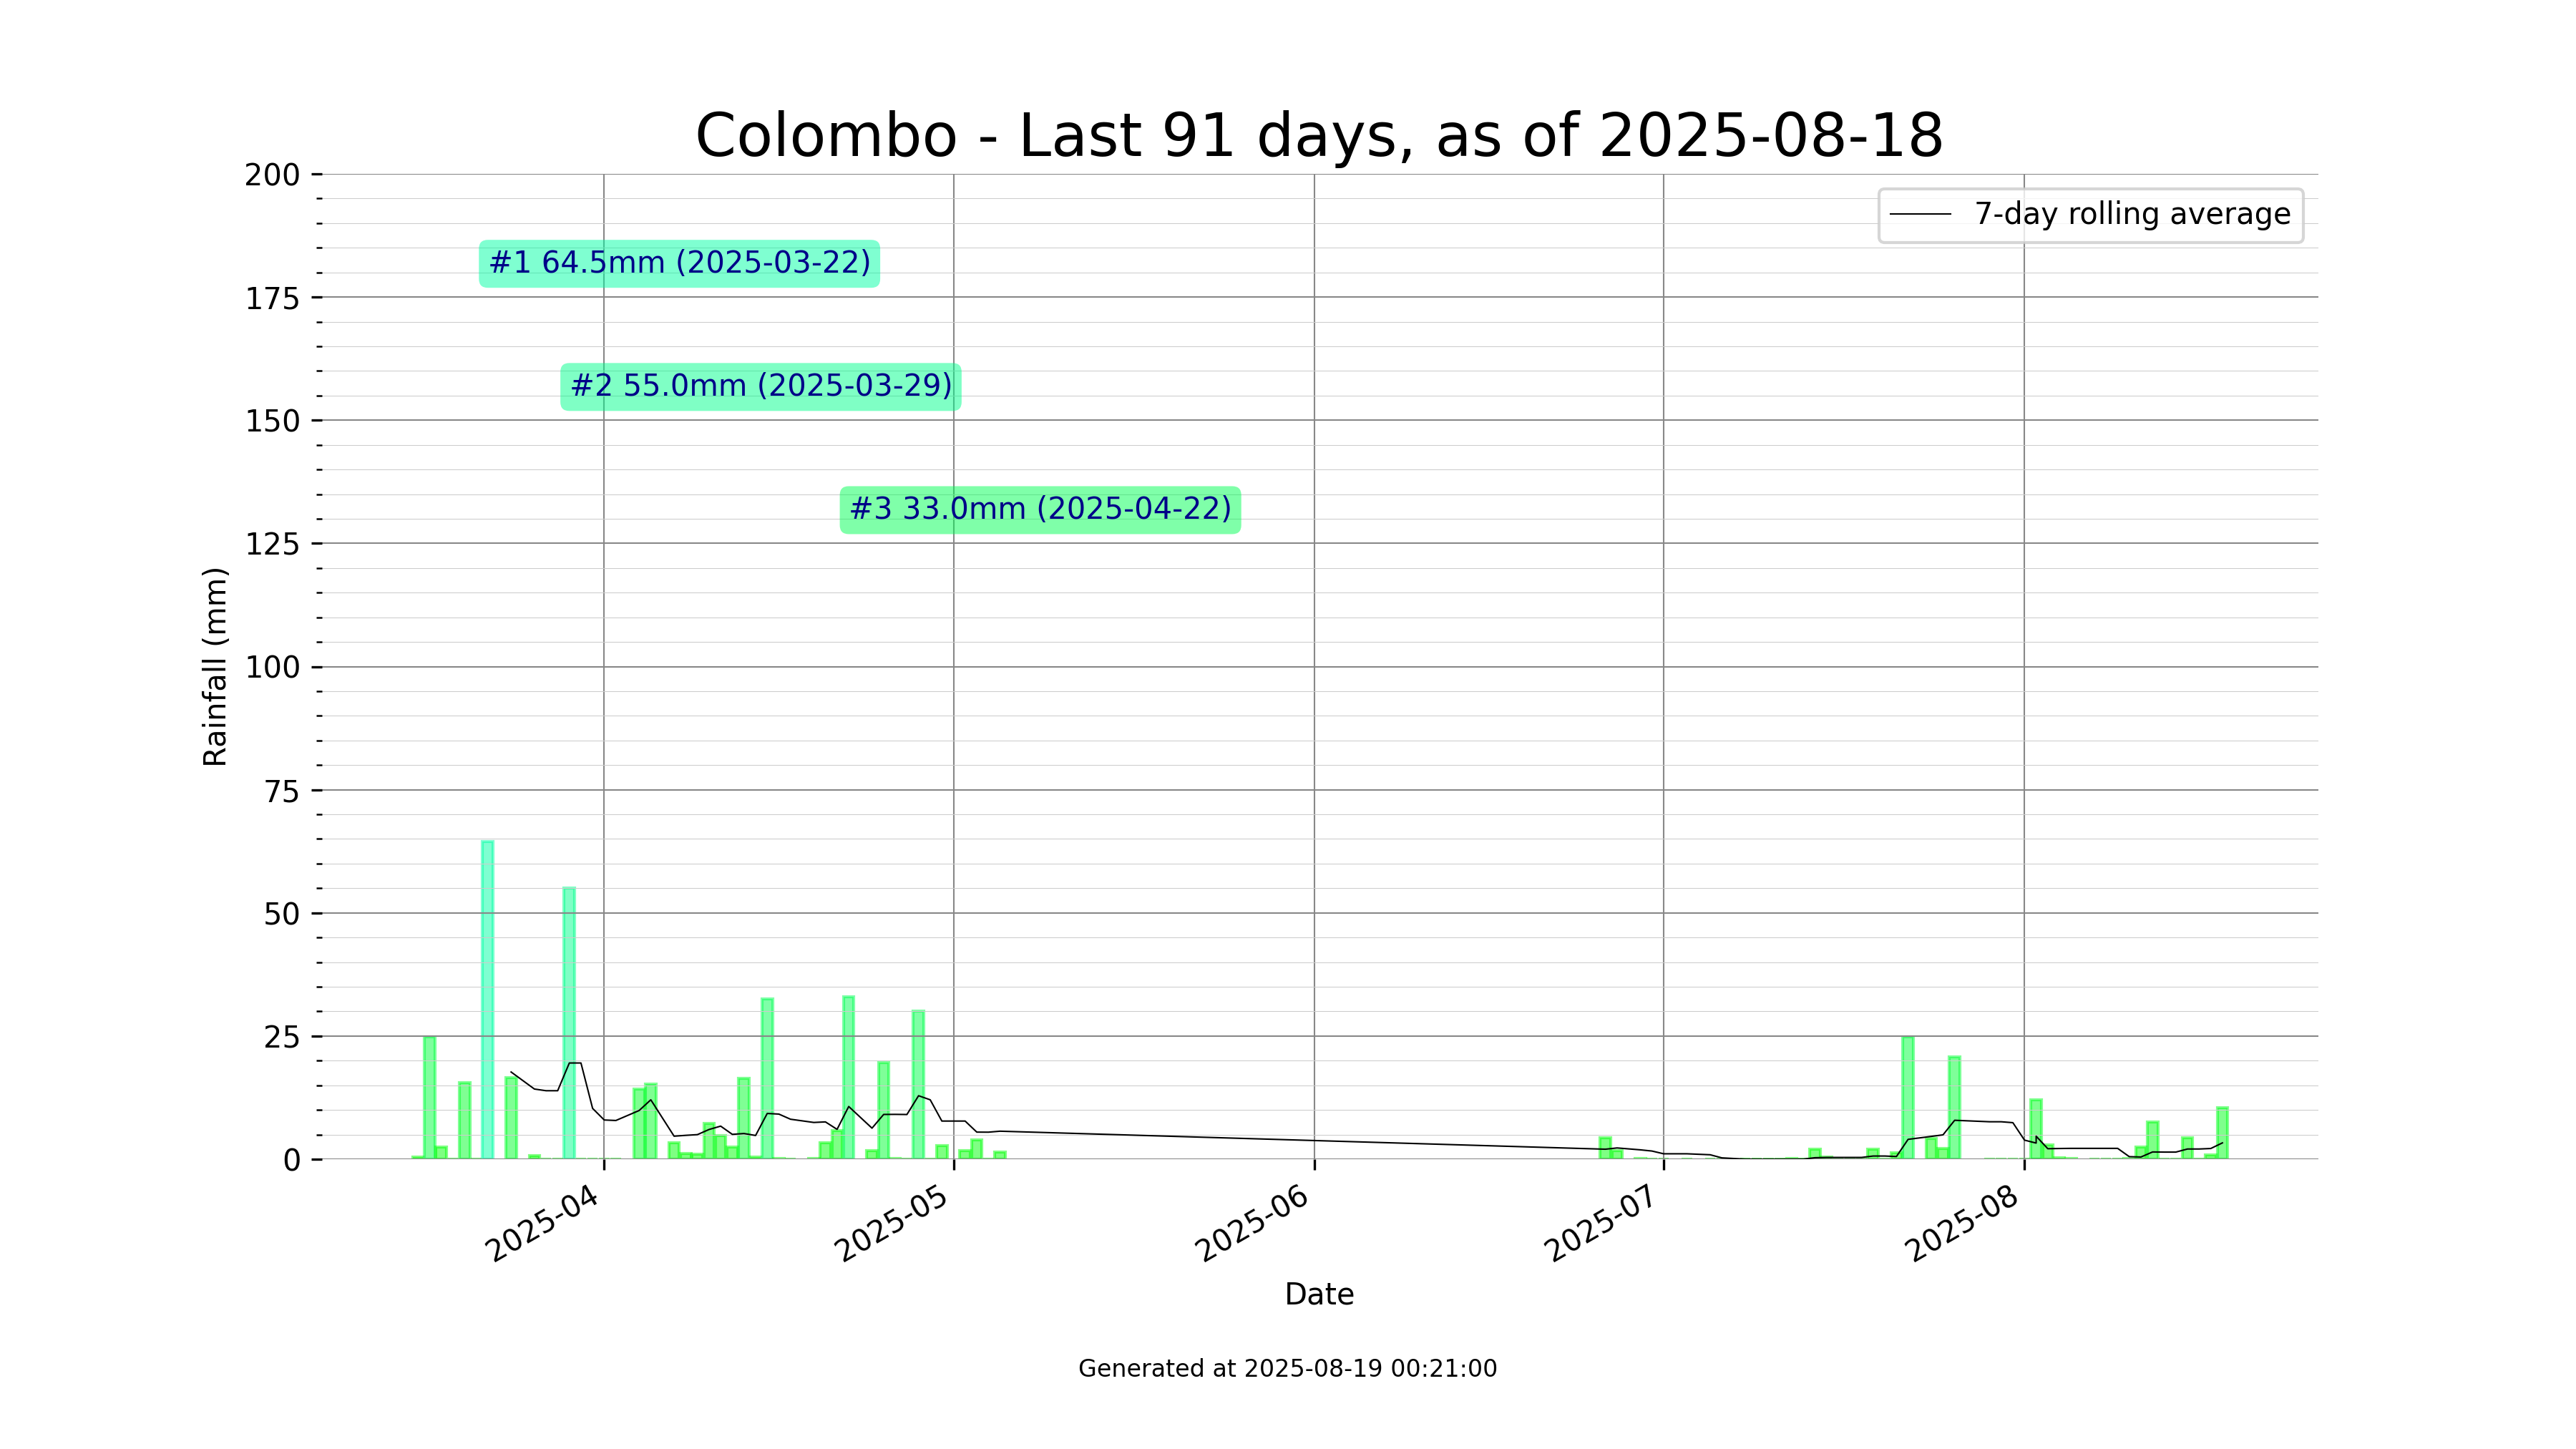 Colombo - Last 91 days, as of 2025-08-18
7-day rolling average
#1 64.5mm (2025-03-22)
#2 55.0mm (2025-03-29)
#3 33.0mm (2025-04-22)
Rainfall (mm)
200
175
150
125
100
75
50
25
0
2025-04
2025-05
2025-06
2025-07
2025-08
Date
Generated at 2025-08-19 00:21:00